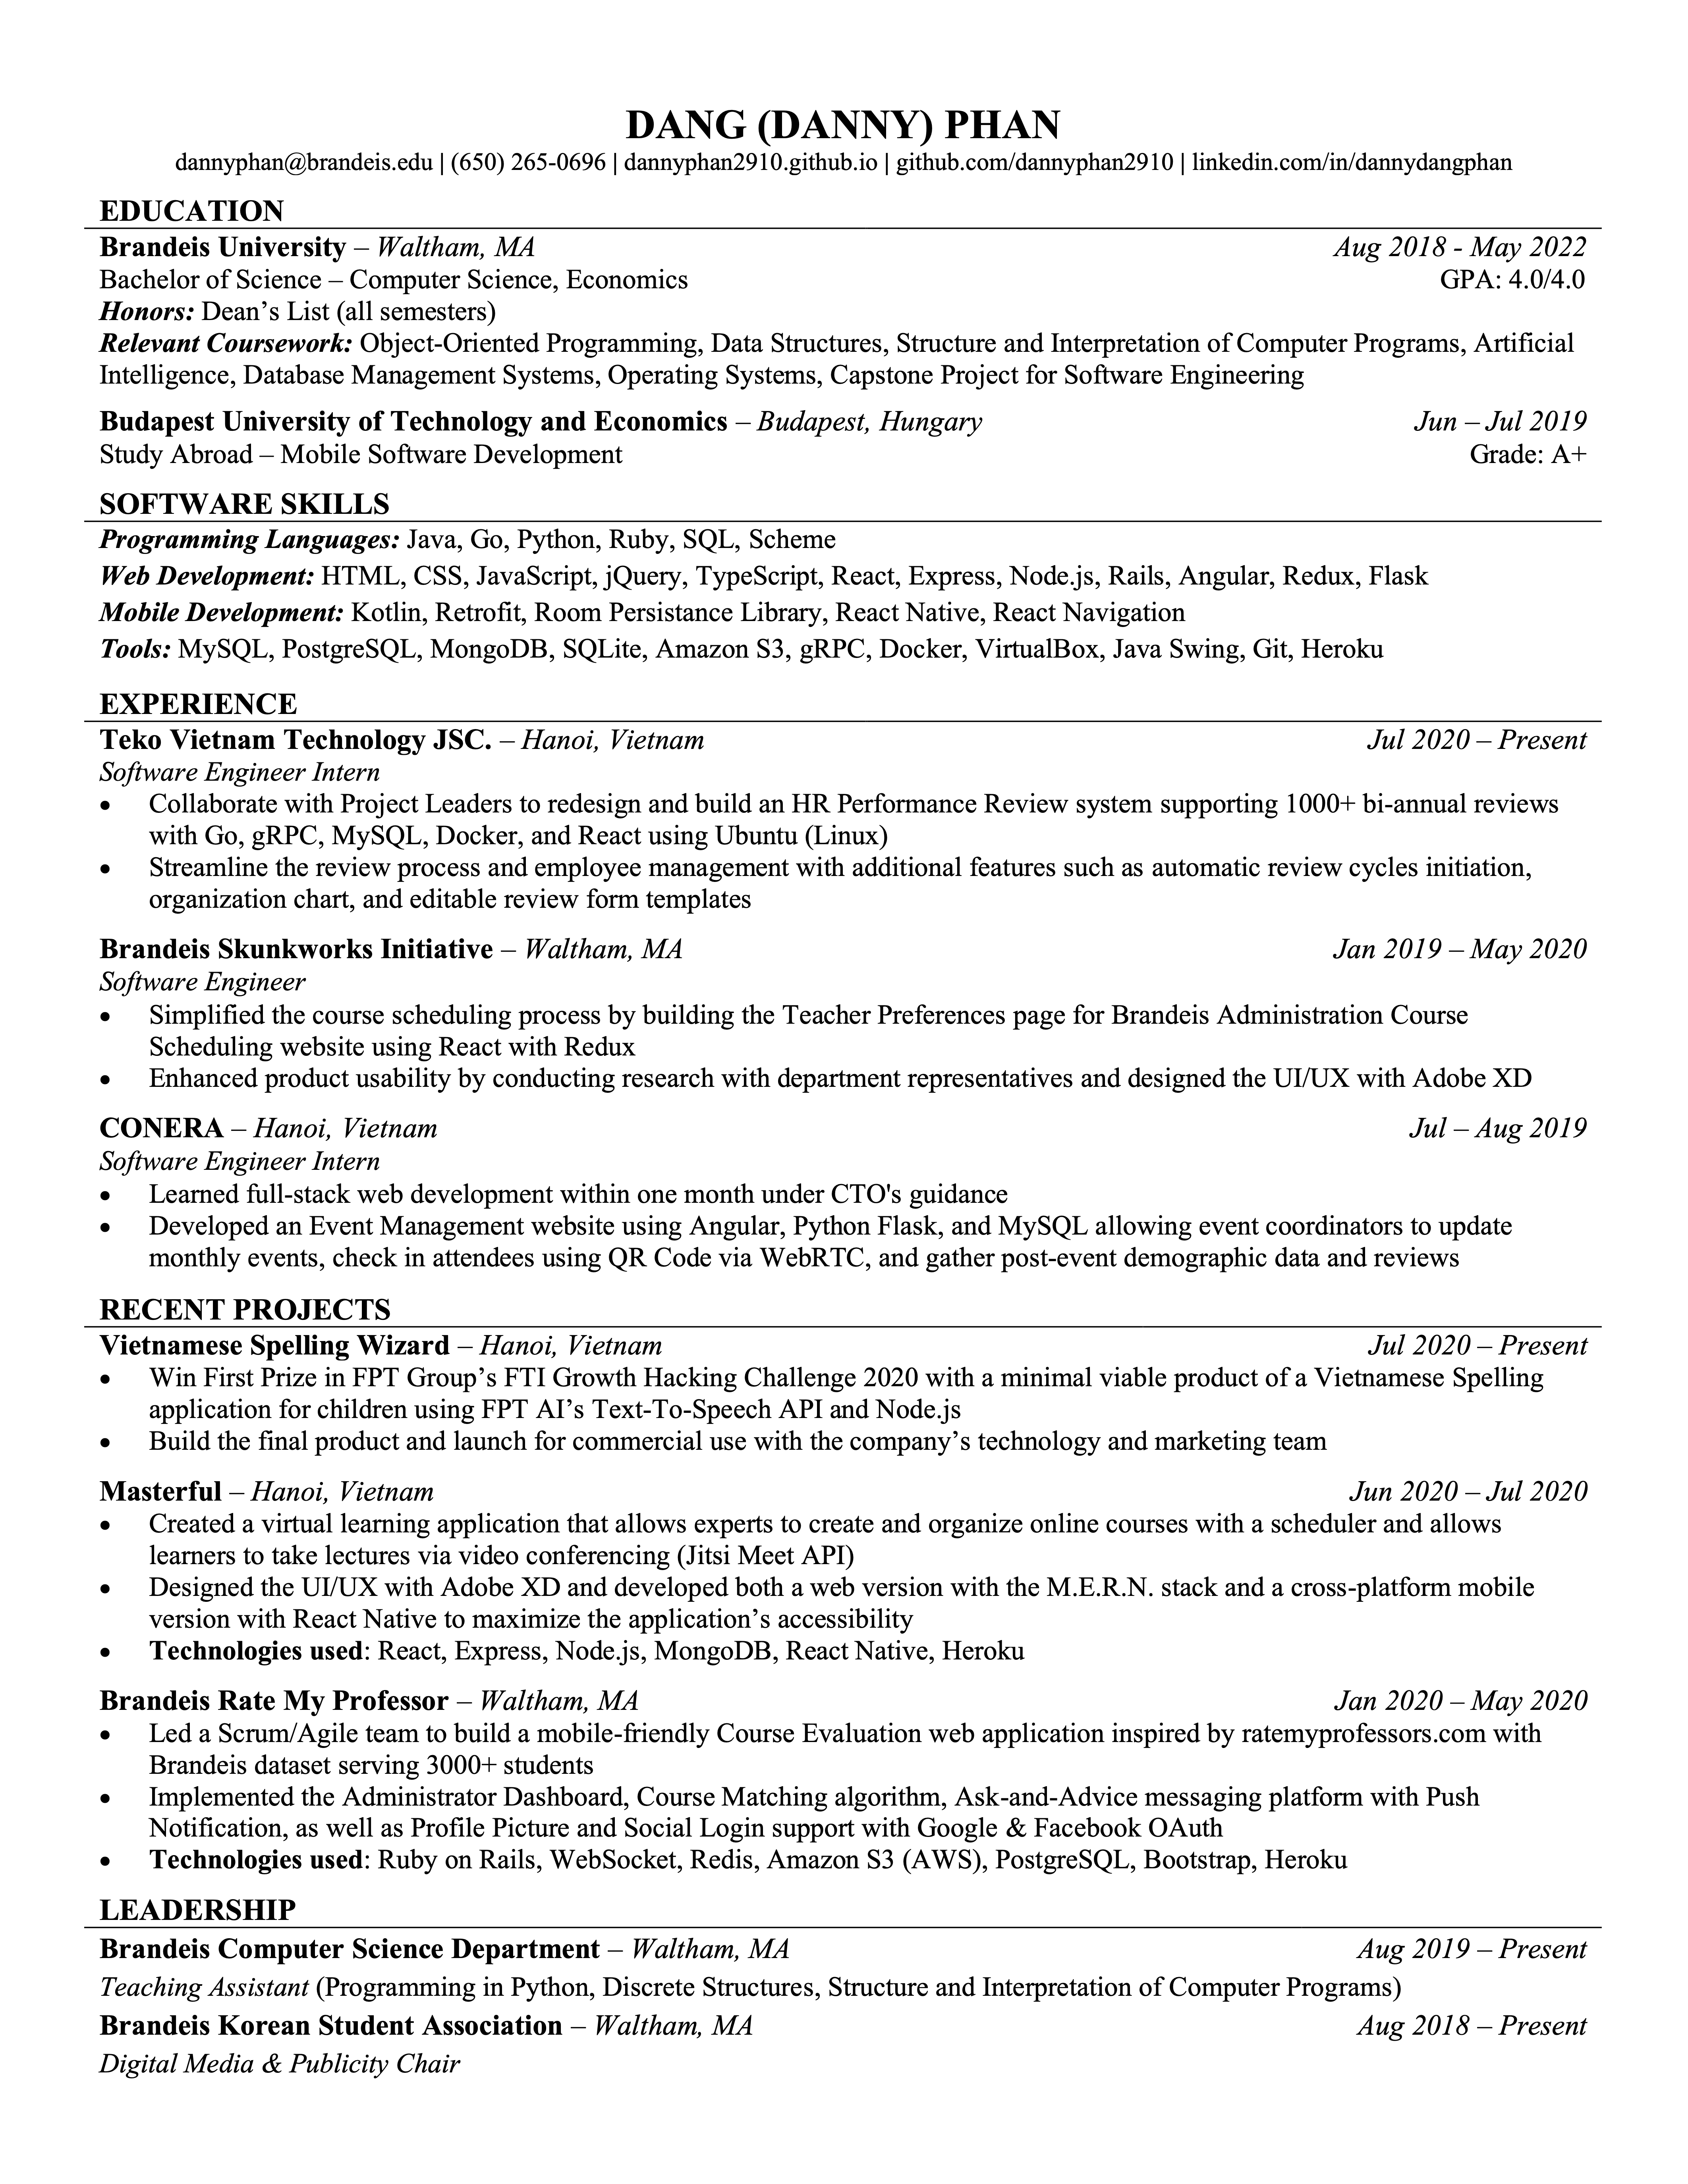 DANG (DANNY) PHAN
dannyphan@brandeis.edu | (650) 265-0696 | dannyphan2910.github.io | github.com/dannyphan2910 | linkedin.com/in/dannydangphan
EDUCATION
Brandeis University – Waltham, MA Aug 2018 - May 2022
Bachelor of Science – Computer Science, Economics GPA: 4.0/4.0
Honors: Dean’s List (all semesters)
Relevant Coursework: Object-Oriented Programming, Data Structures, Structure and Interpretation of Computer Programs, Artificial
Intelligence, Database Management Systems, Operating Systems, Capstone Project for Software Engineering
Budapest University of Technology and Economics – Budapest, Hungary Jun – Jul 2019
Study Abroad – Mobile Software Development Grade: A+
SOFTWARE SKILLS
Programming Languages: Java, Go, Python, Ruby, SQL, Scheme
Web Development: HTML, CSS, JavaScript, jQuery, TypeScript, React, Express, Node.js, Rails, Angular, Redux, Flask
Mobile Development: Kotlin, Retrofit, Room Persistance Library, React Native, React Navigation
Tools: MySQL, PostgreSQL, MongoDB, SQLite, Amazon S3, gRPC, Docker, VirtualBox, Java Swing, Git, Heroku
EXPERIENCE
Teko Vietnam Technology JSC. – Hanoi, Vietnam Jul 2020 – Present
Software Engineer Intern
• Collaborate with Project Leaders to redesign and build an HR Performance Review system supporting 1000+ bi-annual reviews
with Go, gRPC, MySQL, Docker, and React using Ubuntu (Linux)
• Streamline the review process and employee management with additional features such as automatic review cycles initiation,
organization chart, and editable review form templates
Brandeis Skunkworks Initiative – Waltham, MA Jan 2019 – May 2020
Software Engineer
• Simplified the course scheduling process by building the Teacher Preferences page for Brandeis Administration Course
Scheduling website using React with Redux
• Enhanced product usability by conducting research with department representatives and designed the UI/UX with Adobe XD
CONERA – Hanoi, Vietnam Jul – Aug 2019
Software Engineer Intern
• Learned full-stack web development within one month under CTO's guidance
• Developed an Event Management website using Angular, Python Flask, and MySQL allowing event coordinators to update
monthly events, check in attendees using QR Code via WebRTC, and gather post-event demographic data and reviews
RECENT PROJECTS
Vietnamese Spelling Wizard – Hanoi, Vietnam Jul 2020 – Present
• Win First Prize in FPT Group’s FTI Growth Hacking Challenge 2020 with a minimal viable product of a Vietnamese Spelling
application for children using FPT AI’s Text-To-Speech API and Node.js
• Build the final product and launch for commercial use with the company’s technology and marketing team
Masterful – Hanoi, Vietnam Jun 2020 – Jul 2020
• Created a virtual learning application that allows experts to create and organize online courses with a scheduler and allows
learners to take lectures via video conferencing (Jitsi Meet API)
• Designed the UI/UX with Adobe XD and developed both a web version with the M.E.R.N. stack and a cross-platform mobile
version with React Native to maximize the application’s accessibility
• Technologies used: React, Express, Node.js, MongoDB, React Native, Heroku
Brandeis Rate My Professor – Waltham, MA Jan 2020 – May 2020
• Led a Scrum/Agile team to build a mobile-friendly Course Evaluation web application inspired by ratemyprofessors.com with
Brandeis dataset serving 3000+ students
• Implemented the Administrator Dashboard, Course Matching algorithm, Ask-and-Advice messaging platform with Push
Notification, as well as Profile Picture and Social Login support with Google & Facebook OAuth
• Technologies used: Ruby on Rails, WebSocket, Redis, Amazon S3 (AWS), PostgreSQL, Bootstrap, Heroku
LEADERSHIP
Brandeis Computer Science Department – Waltham, MA Aug 2019 – Present
Teaching Assistant (Programming in Python, Discrete Structures, Structure and Interpretation of Computer Programs)
Brandeis Korean Student Association – Waltham, MA Aug 2018 – Present
Digital Media & Publicity Chair